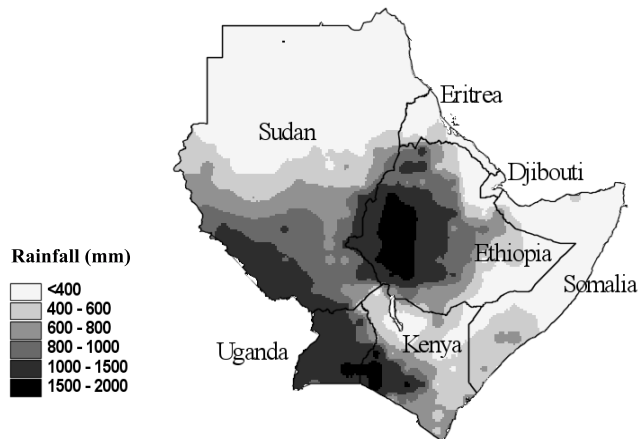 Eritrea
Sudan
Djibouti
Ethiopia
Somalia
Kenya
Uganda
Rainfall (mm)
<400
400 - 600
600 - 800
800 - 1000
1000 - 1500
1500 - 2000